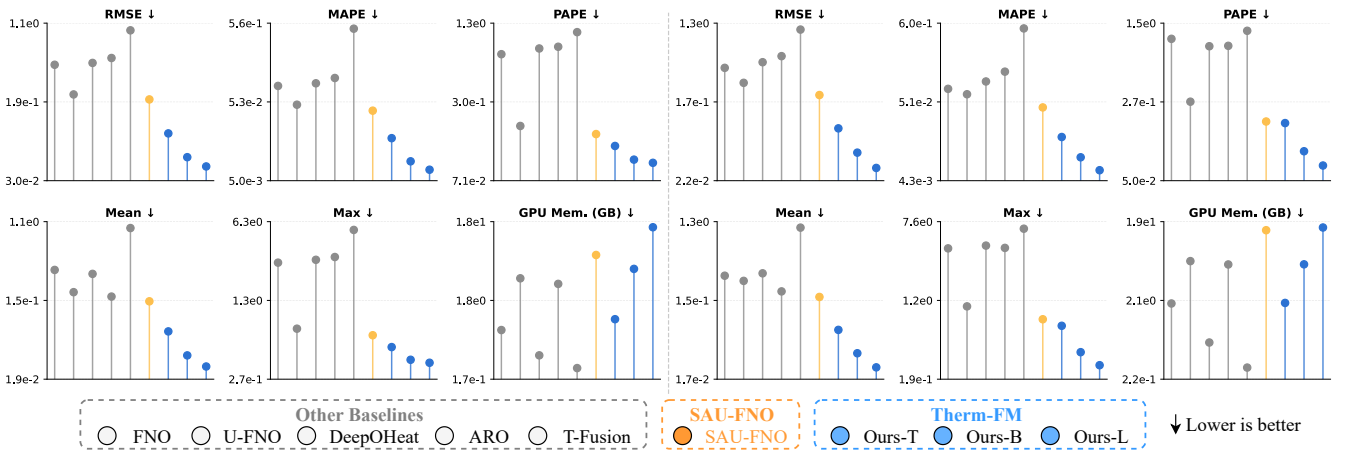 RMSE ↓
1.1e0
1.9e-1
3.0e-2
MAPE ↓
5.6e-1
5.3e-2
5.0e-3
PAPE ↓
1.3e0
3.0e-1
7.1e-2
RMSE ↓
1.3e0
1.7e-1
2.2e-2
MAPE ↓
6.0e-1
5.1e-2
4.3e-3
PAPE ↓
1.5e0
2.7e-1
5.0e-2
Mean ↓
1.1e0
1.5e-1
1.9e-2
Max ↓
6.3e0
1.3e0
2.7e-1
GPU Mem. (GB) ↓
1.8e1
1.8e0
1.7e-1
Mean ↓
1.3e0
1.5e-1
1.7e-2
Max ↓
7.6e0
1.2e0
1.9e-1
GPU Mem. (GB) ↓
1.9e1
2.1e0
2.2e-1
Other Baselines
FNO U-FNO DeepOHeat ARO T-Fusion
SAU-FNO
SAU-FNO
Therm-FM
Ours-T Ours-B Ours-L
↓ Lower is better